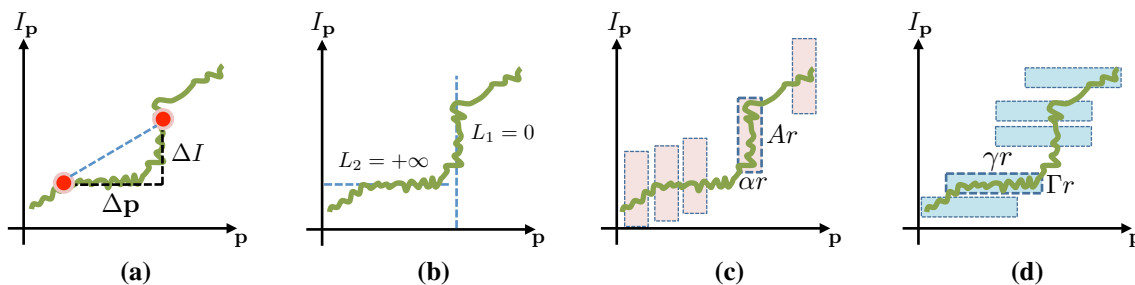 I_p
ΔI
Δp
p
(a)
I_p
L_1 = 0
L_2 = +∞
p
(b)
I_p
Ar
αr
p
(c)
I_p
γr
Γr
p
(d)